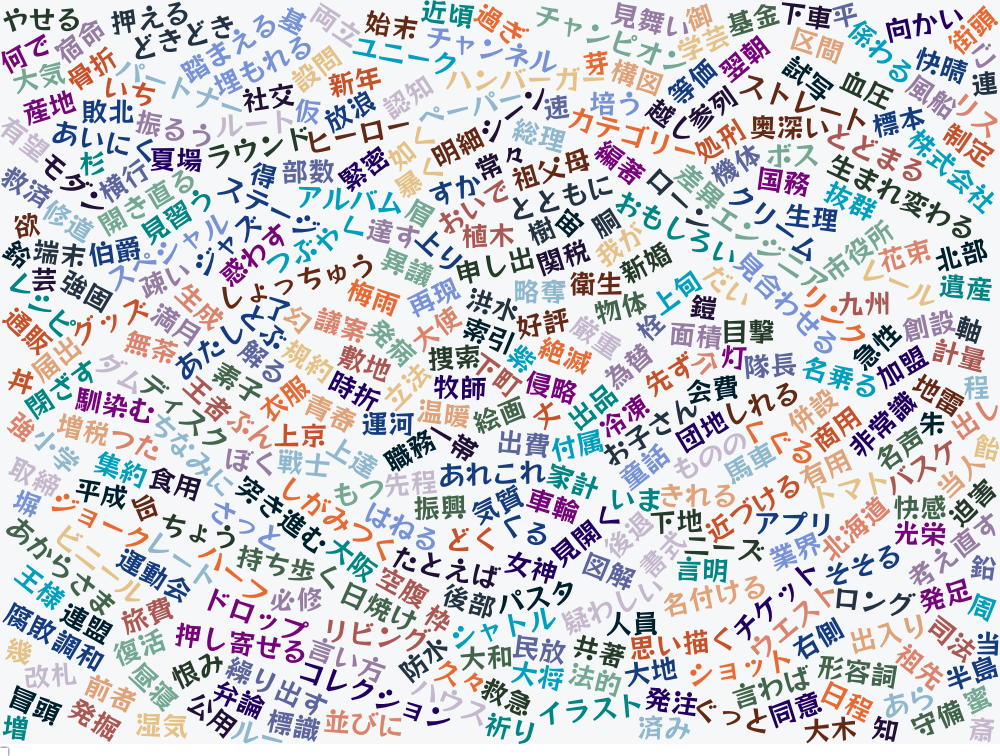 やせる
押える
どきどき
両立
始末
近頃
過ぎ
チャンピオン
見舞い
御
基金
下車
平
向かい
街頭
何で
宿命
大気
骨折
踏まえる
基
埋もれる
設問
ユニーク
チャンネル
学芸
区間
係わる
快晴
ご
連
芽
構図
翌朝
等価
試写
血圧
風船
リス
産地
敗北
いち
パート
トメー
社交
仮
放浪
新年
認知
ハンバーガー
ペーパー
速
培う
越し
参列
ストレート
標本
制定
有望
あいにく
振るう
ルート
ラウンド
ヒーロー
明細
シーン
総理
カテゴリー
処刑
奥深い
とどまる
株式会社
杉
夏場
モダン
横行
得
部数
緊密
如く
暴く
常々
祖父母
編著
機体
ボス
国務
抜群
生まれ変わる
救済
修道
開き直る
見習う
ステージ
アルバム
眉
すか
おいで
とともに
ローン
差異
クリーム
生理
エンジニア
欲
端末
伯爵
スペシャル
ジャズ
惑わす
つぶやく
達す
上り
植木
樹
笛
胴
おもしろい
市役所
花束
北部
鈴
芸
強固
疎い
しょっちゅう
異議
申し出
関税
我が
新婚
見合わせる
だい
遺産
レンピ
グッズ
生成
満月
梅雨
再現
洪水
略奪
衛生
物体
上旬
鎧
リンク
九州
クール
通販
届出
無茶
あたし
とぶ
幻
議案
発病
大使
索引
好評
厳重
栓
面積
目撃
急性
創設
軸
丼
閉ざす
ダム
ディスク
王者
素子
解る
規約
敷地
立法
捜索
下町
絶滅
為替
先ず
灯
隊長
名乗る
加盟
計量
馴染む
衣服
時折
牧師
侵略
出品
冷凍
会費
しれる
併設
地雷
程
強
小学
増税
つた
ちなみに
ぶん
上京
青春
運河
温暖
絵画
お子さん
団地
商用
非常識
朱
出し
取締
集約
食用
ぼく
戦士
上達
職務
一帯
出費
付属
童話
ものの
馬車
ぐる
有用
名声
バスケ
飴
堀
平成
突き進む
しがみつく
もつ
先程
あれこれ
家計
いま
きれる
近づける
トマト
当人
ジョーク
ちょう
さっと
はねる
振興
気質
車輪
見開く
後退
下地
アプリ
北海道
快感
迫害
あからさま
ビニール
レート
ハーフ
大阪
どく
くる
書式
ニーズ
業界
光栄
考え直す
運動会
持ち歩く
たとえば
女神
図解
言明
そそる
鉛
王様
連盟
旅費
ドロップ
必修
日焼け
空腹
枠
後部
パスタ
疑わしい
名付ける
チケット
ロング
発足
周
腐敗
調和
復活
押し寄せる
言い方
リビング
シャトル
人員
思い描く
ウエスト
右側
出入り
司法
当
幾
改札
前者
恨み
繰り出す
コレクション
防水
久々
大和
民放
共著
大地
ショット
形容詞
祖先
半島
冒頭
発掘
湿気
公用
弁論
標識
並びに
ハウス
救急
大将
法的
イラスト
発注
言わば
同意
日程
あら
守備
蜜
増
ルー
祈り
済み
ぐっと
大木
知
斎